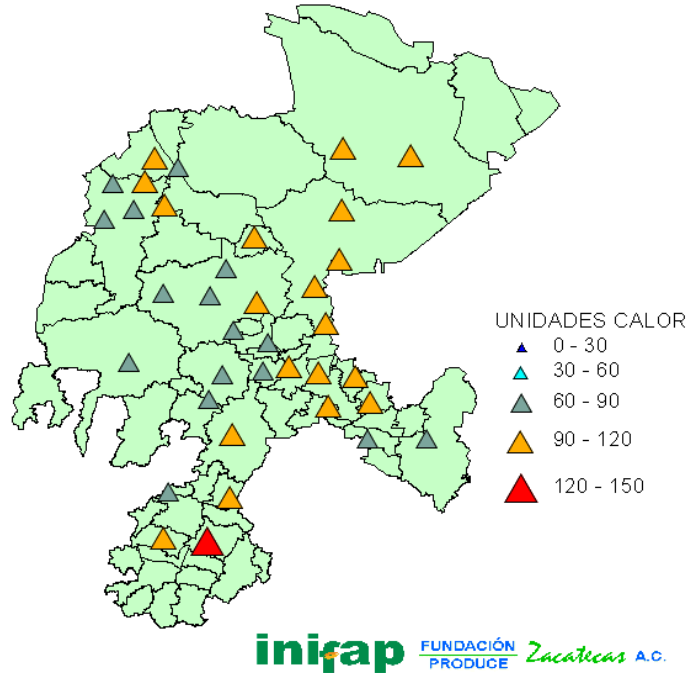 UNIDADES CALOR
0 - 30
30 - 60
60 - 90
90 - 120
120 - 150
inifap
FUNDACIÓN
PRODUCE
Zacatecas A.C.